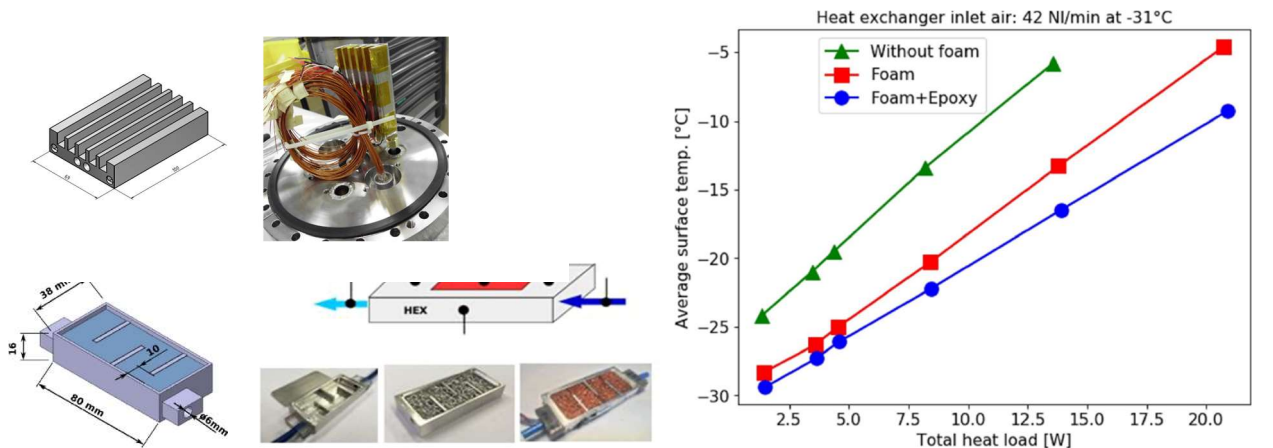 Heat exchanger inlet air: 42 Nl/min at -31°C
Without foam
Foam
Foam+Epoxy
Average surface temp. [°C]
−5
−10
−15
−20
−25
−30
2.5 5.0 7.5 10.0 12.5 15.0 17.5 20.0
Total heat load [W]
HEX
38
16
10
80 mm
ø6mm